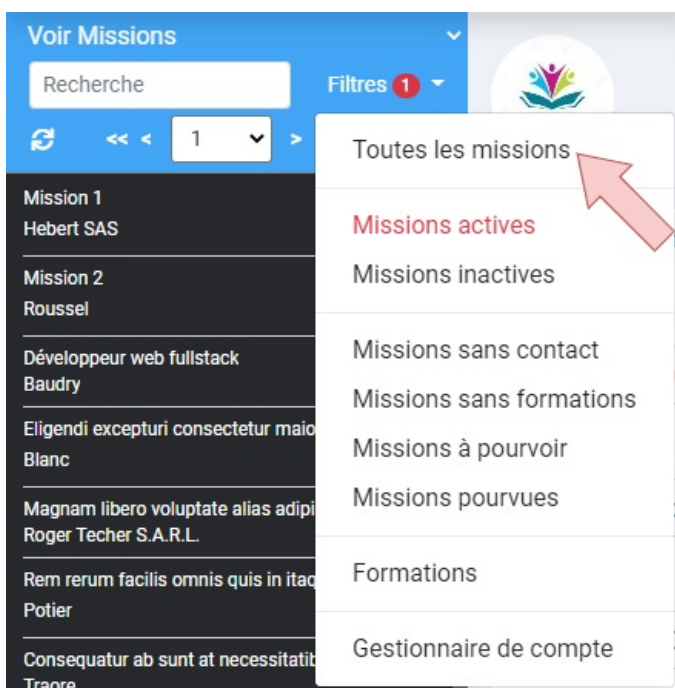 Voir Missions
Recherche
Filtres 1
<< < 1 >
Toutes les missions
Missions actives
Missions inactives
Missions sans contact
Missions sans formations
Missions à pourvoir
Missions pourvues
Formations
Gestionnaire de compte
Mission 1
Hebert SAS
Mission 2
Roussel
Développeur web fullstack
Baudry
Eligendi excepturi consectetur maio
Blanc
Magnam libero voluptate alias adipi
Roger Techer S.A.R.L.
Rem rerum facilis omnis quis in itaq
Potier
Consequatur ab sunt at necessitatib
Traore